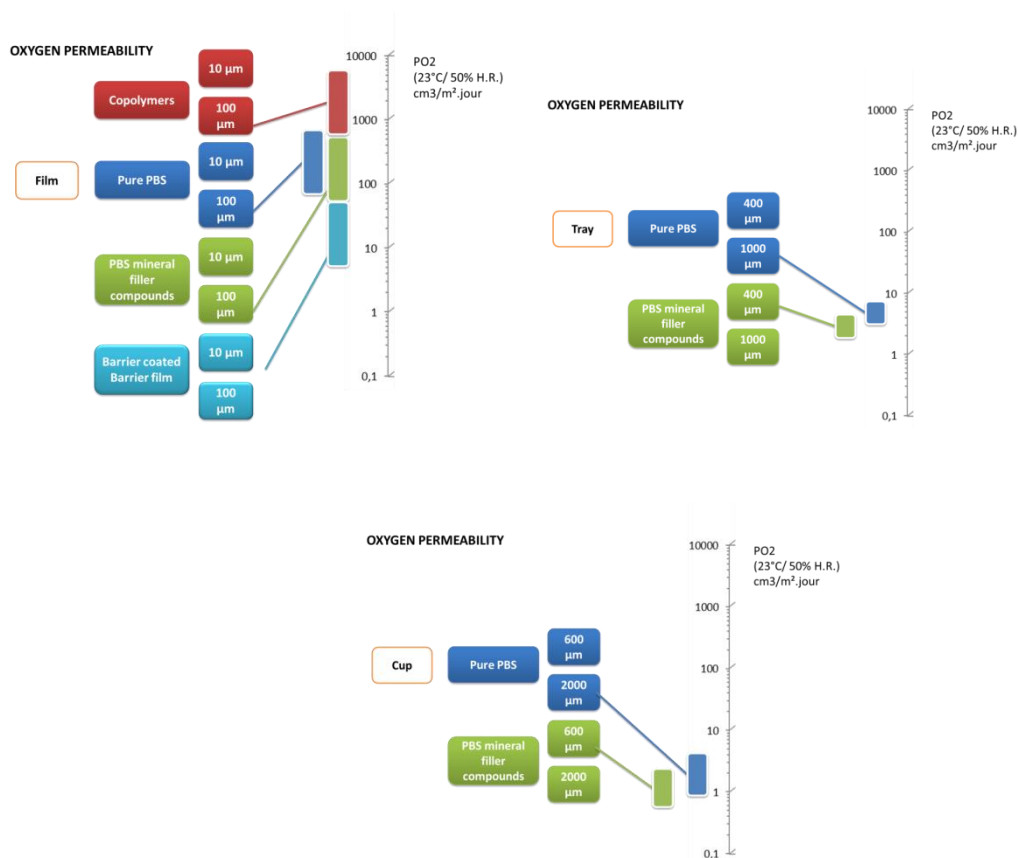 OXYGEN PERMEABILITY
10 µm
Copolymers
100
µm
10 µm
Film
Pure PBS
100
µm
10 µm
PBS mineral
filler
compounds
100
µm
10 µm
Barrier coated
Barrier film
100
µm
10000
1000
100
10
1
0,1
PO2
(23°C/ 50% H.R.)
cm3/m².jour
OXYGEN PERMEABILITY
400
µm
Tray
Pure PBS
1000
µm
400
µm
PBS mineral
filler
compounds
1000
µm
10000
1000
100
10
1
0,1
PO2
(23°C/ 50% H.R.)
cm3/m².jour
OXYGEN PERMEABILITY
600
µm
Cup
Pure PBS
2000
µm
600
µm
PBS mineral
filler
compounds
2000
µm
10000
1000
100
10
1
0,1
PO2
(23°C/ 50% H.R.)
cm3/m².jour